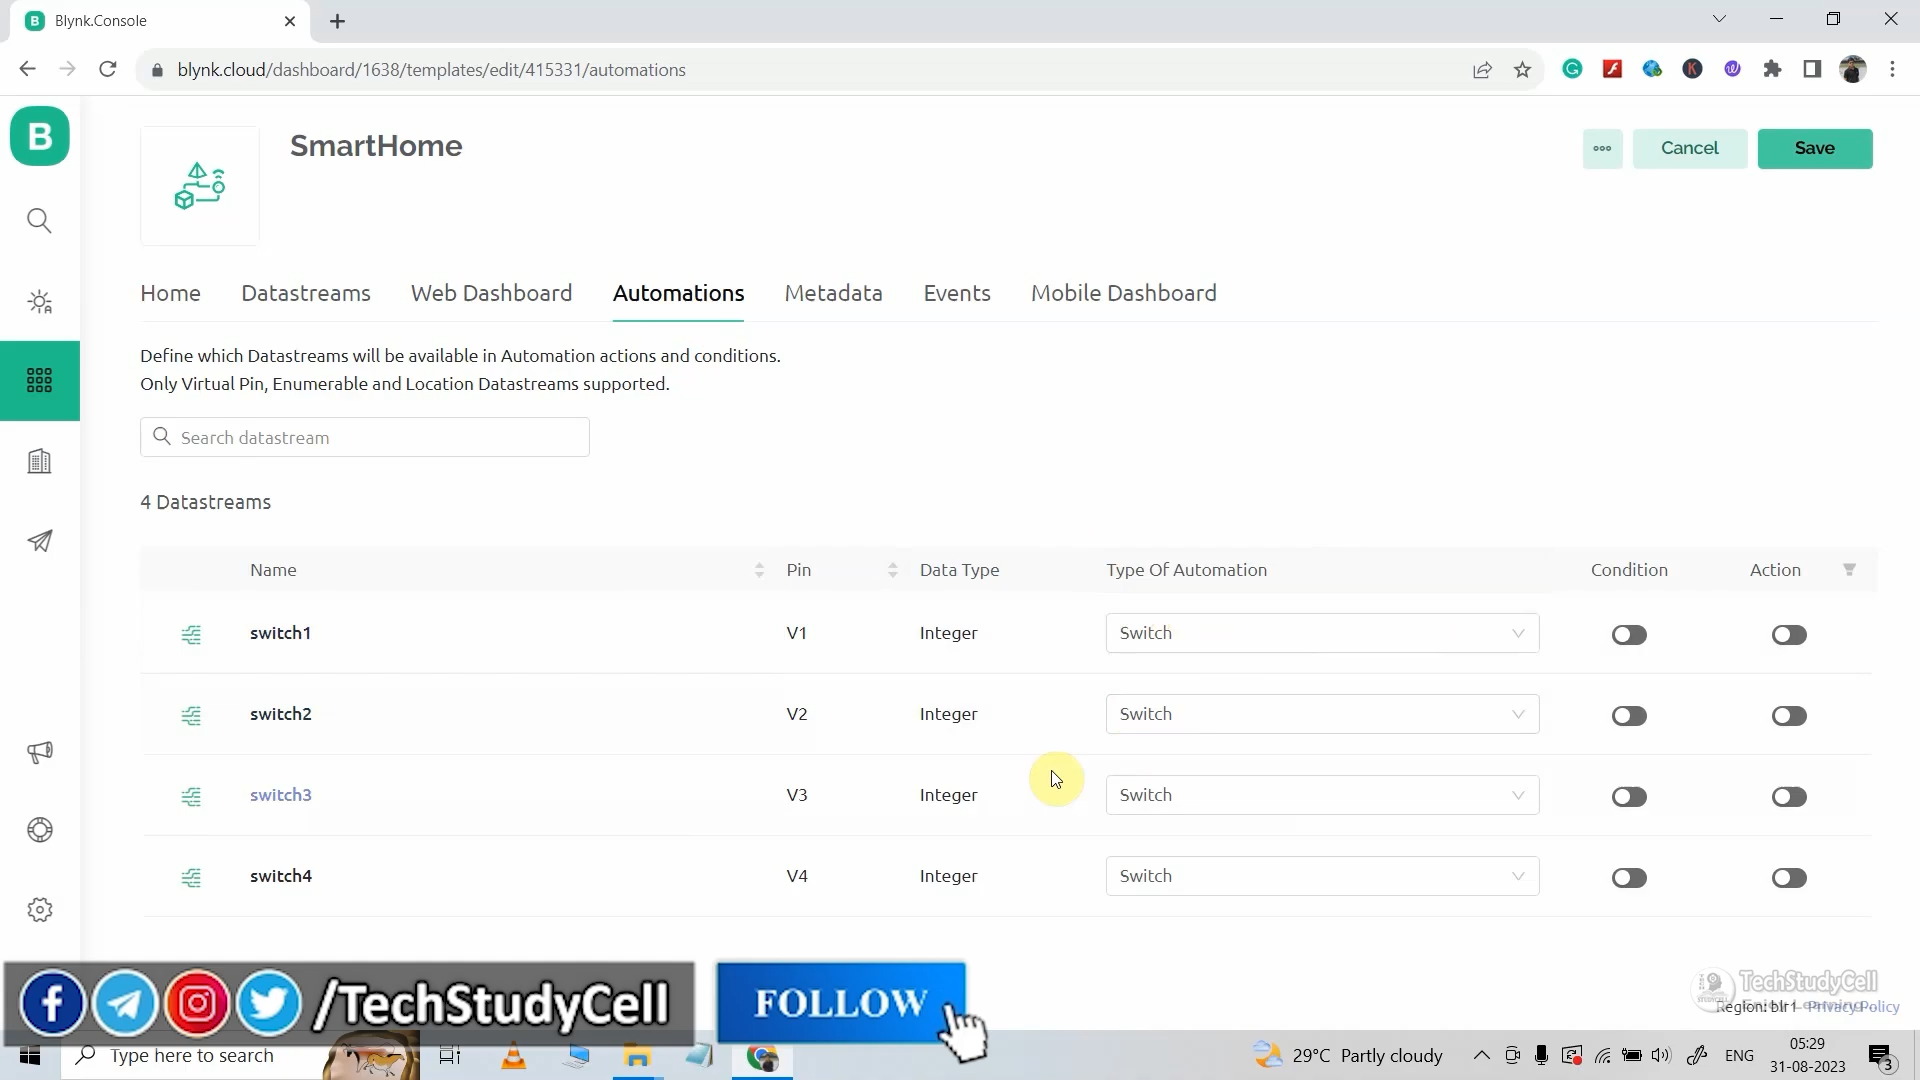 B Blynk.Console
blynk.cloud/dashboard/1638/templates/edit/415331/automations
B
SmartHome
Cancel
Save
Home Datastreams Web Dashboard Automations Metadata Events Mobile Dashboard
Define which Datastreams will be available in Automation actions and conditions.
Only Virtual Pin, Enumerable and Location Datastreams supported.
Search datastream
4 Datastreams
Name Pin Data Type Type Of Automation Condition Action
switch1 V1 Integer Switch
switch2 V2 Integer Switch
switch3 V3 Integer Switch
switch4 V4 Integer Switch
/TechStudyCell
FOLLOW
TechStudyCell
Region: blr1 Privacy Policy
Type here to search
29°C Partly cloudy
ENG
05:29
31-08-2023
3